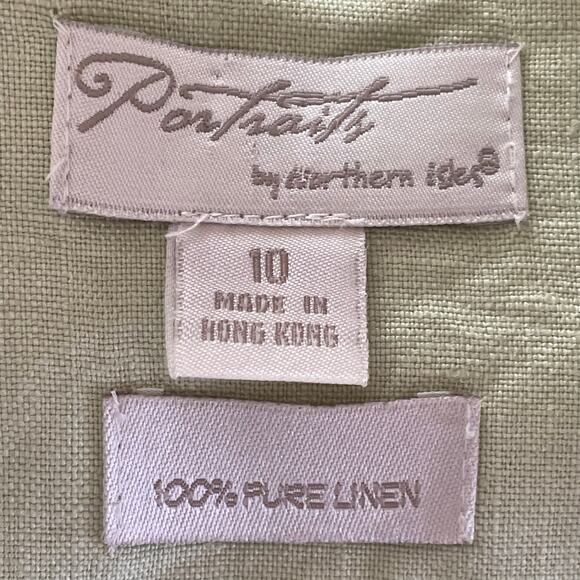 Portraits
by Northern Isles®
10
MADE IN
HONG KONG
100% PURE LINEN